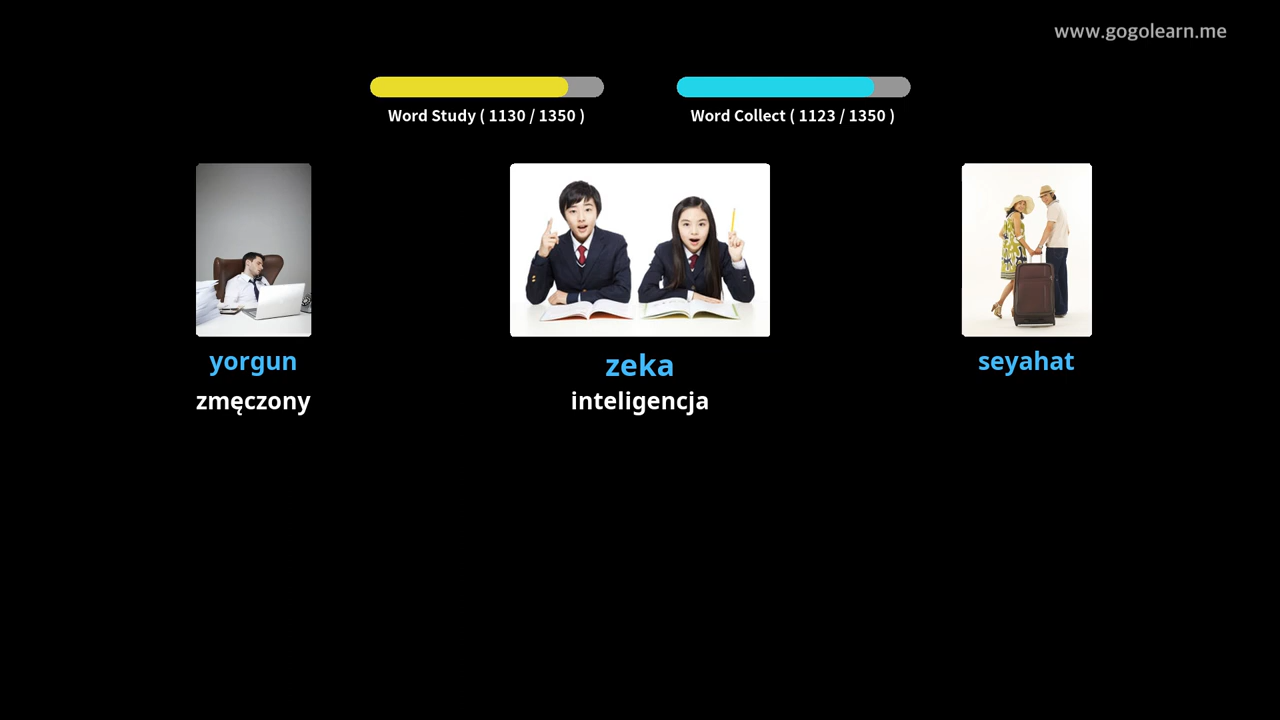 www.gogolearn.me
Word Study ( 1130 / 1350 )
Word Collect ( 1123 / 1350 )
yorgun
zmęczony
zeka
inteligencja
seyahat